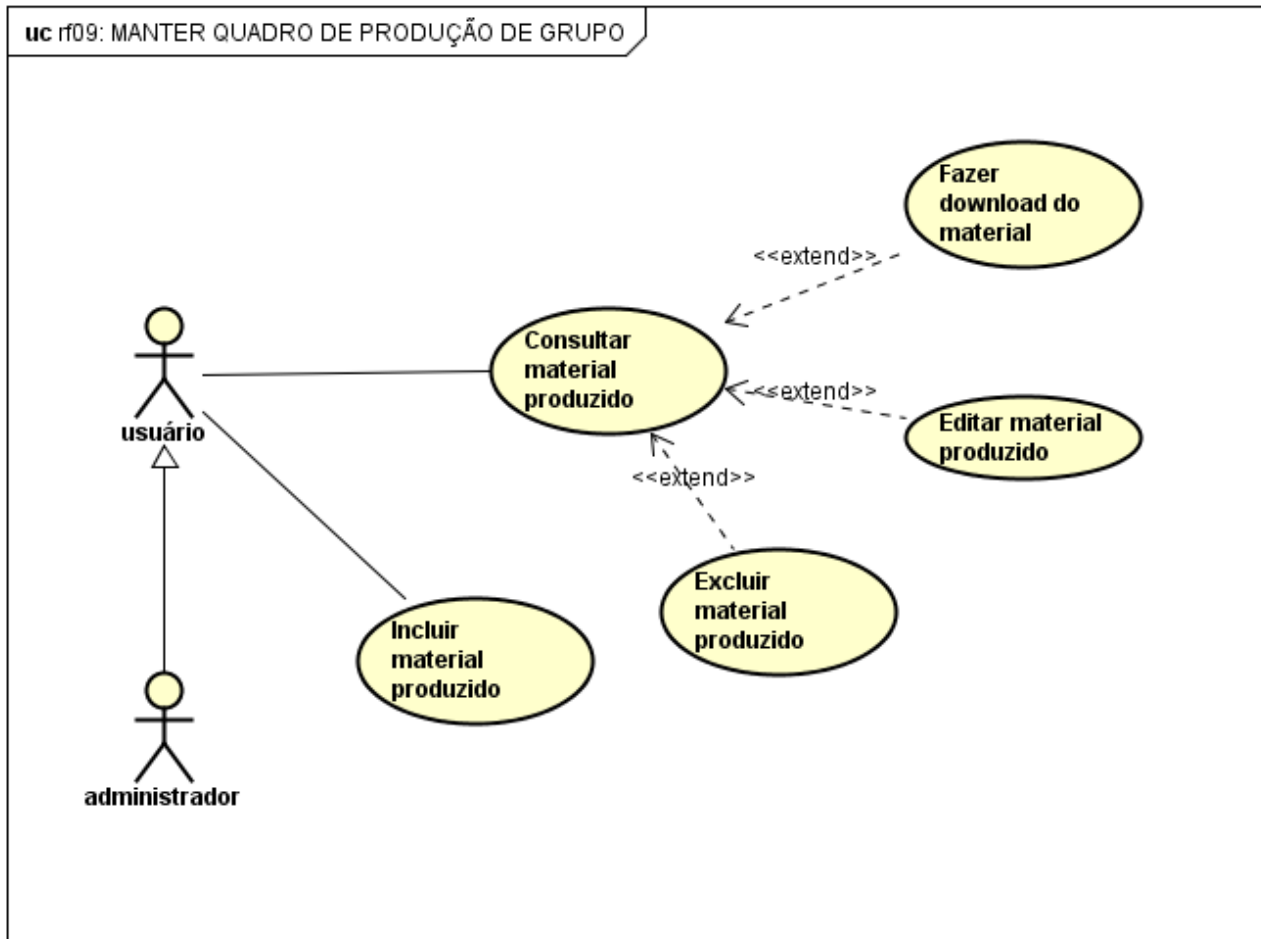 uc rf09: MANTER QUADRO DE PRODUÇÃO DE GRUPO
Fazer
download do
material
<<extend>>
Consultar
material
produzido
<<extend>>
Editar material
produzido
usuário
<<extend>>
Excluir
material
produzido
Incluir
material
produzido
administrador